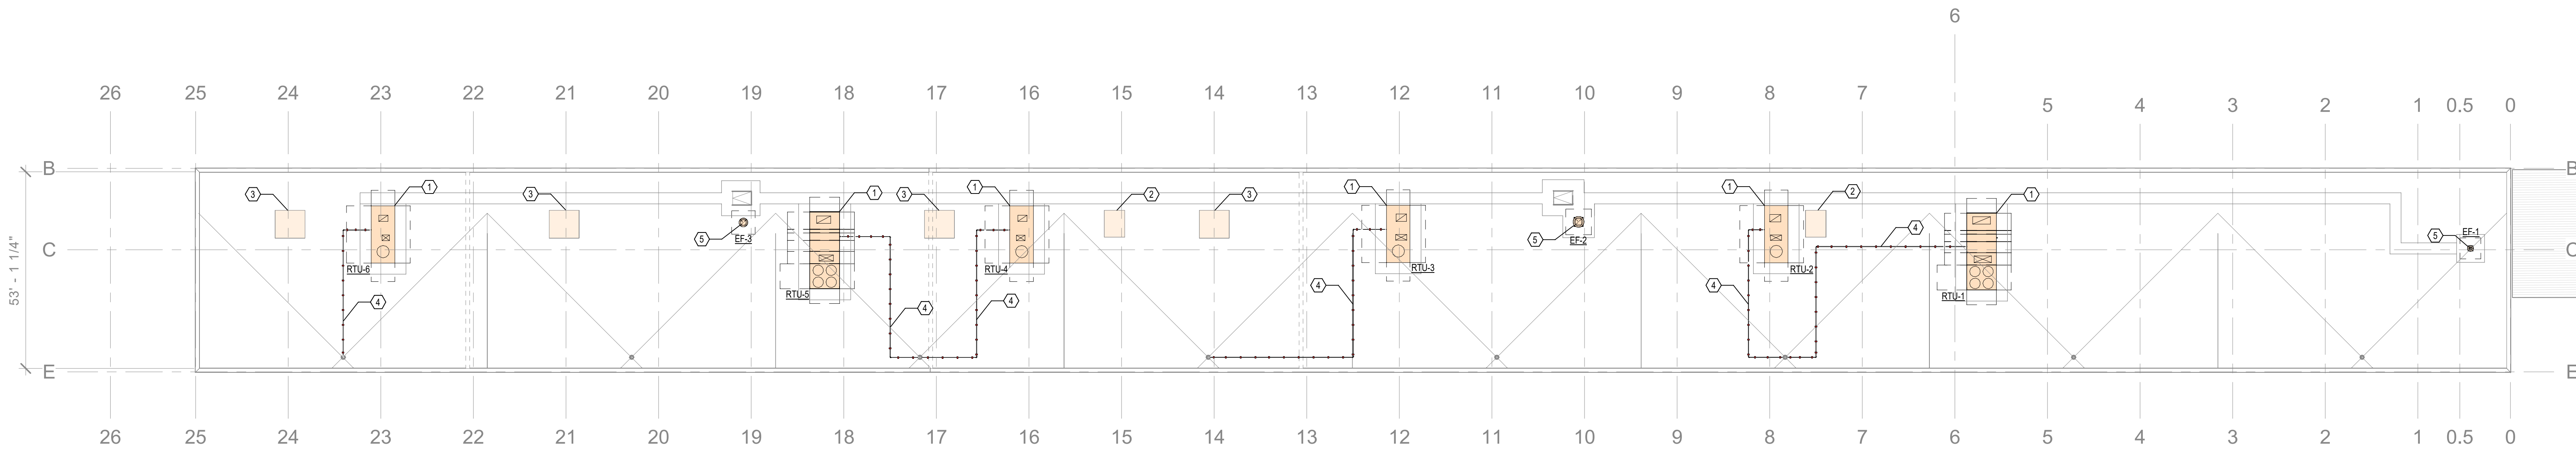 6
26 25 24 23 22 21 20 19 18 17 16 15 14 13 12 11 10 9 8 7 5 4 3 2 1 0.5 0
B B
3 1 3 1 3 1 2 3 1 1 2 1
5 EF-3 5 EF-2 4 5 EF-1
C C
RTU-6 RTU-5 RTU-4 RTU-3 RTU-2 RTU-1
4 4 4 4 4
53' - 1 1/4"
E E
26 25 24 23 22 21 20 19 18 17 16 15 14 13 12 11 10 9 8 7 6 5 4 3 2 1 0.5 0